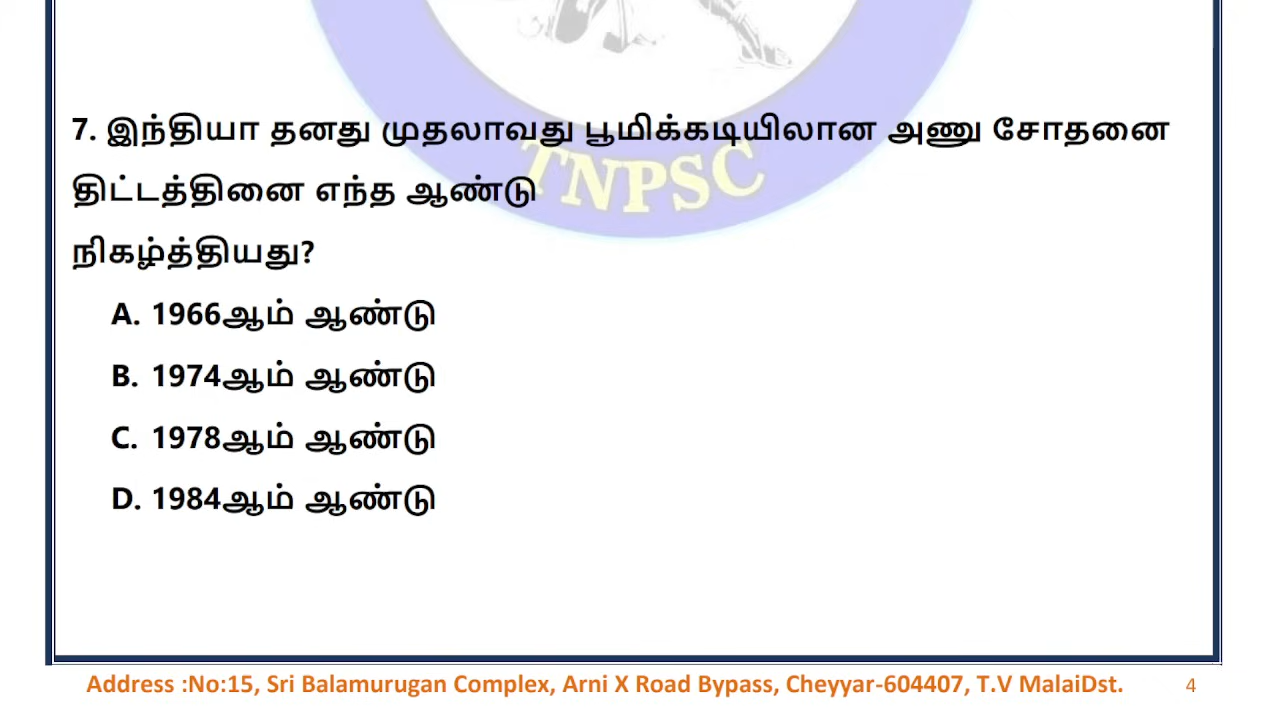 TNPSC
7. இந்தியா தனது முதலாவது பூமிக்கடியிலான அணு சோதனை
திட்டத்தினை எந்த ஆண்டு
நிகழ்த்தியது?
A. 1966ஆம் ஆண்டு
B. 1974ஆம் ஆண்டு
C. 1978ஆம் ஆண்டு
D. 1984ஆம் ஆண்டு
Address :No:15, Sri Balamurugan Complex, Arni X Road Bypass, Cheyyar-604407, T.V MalaiDst. 4